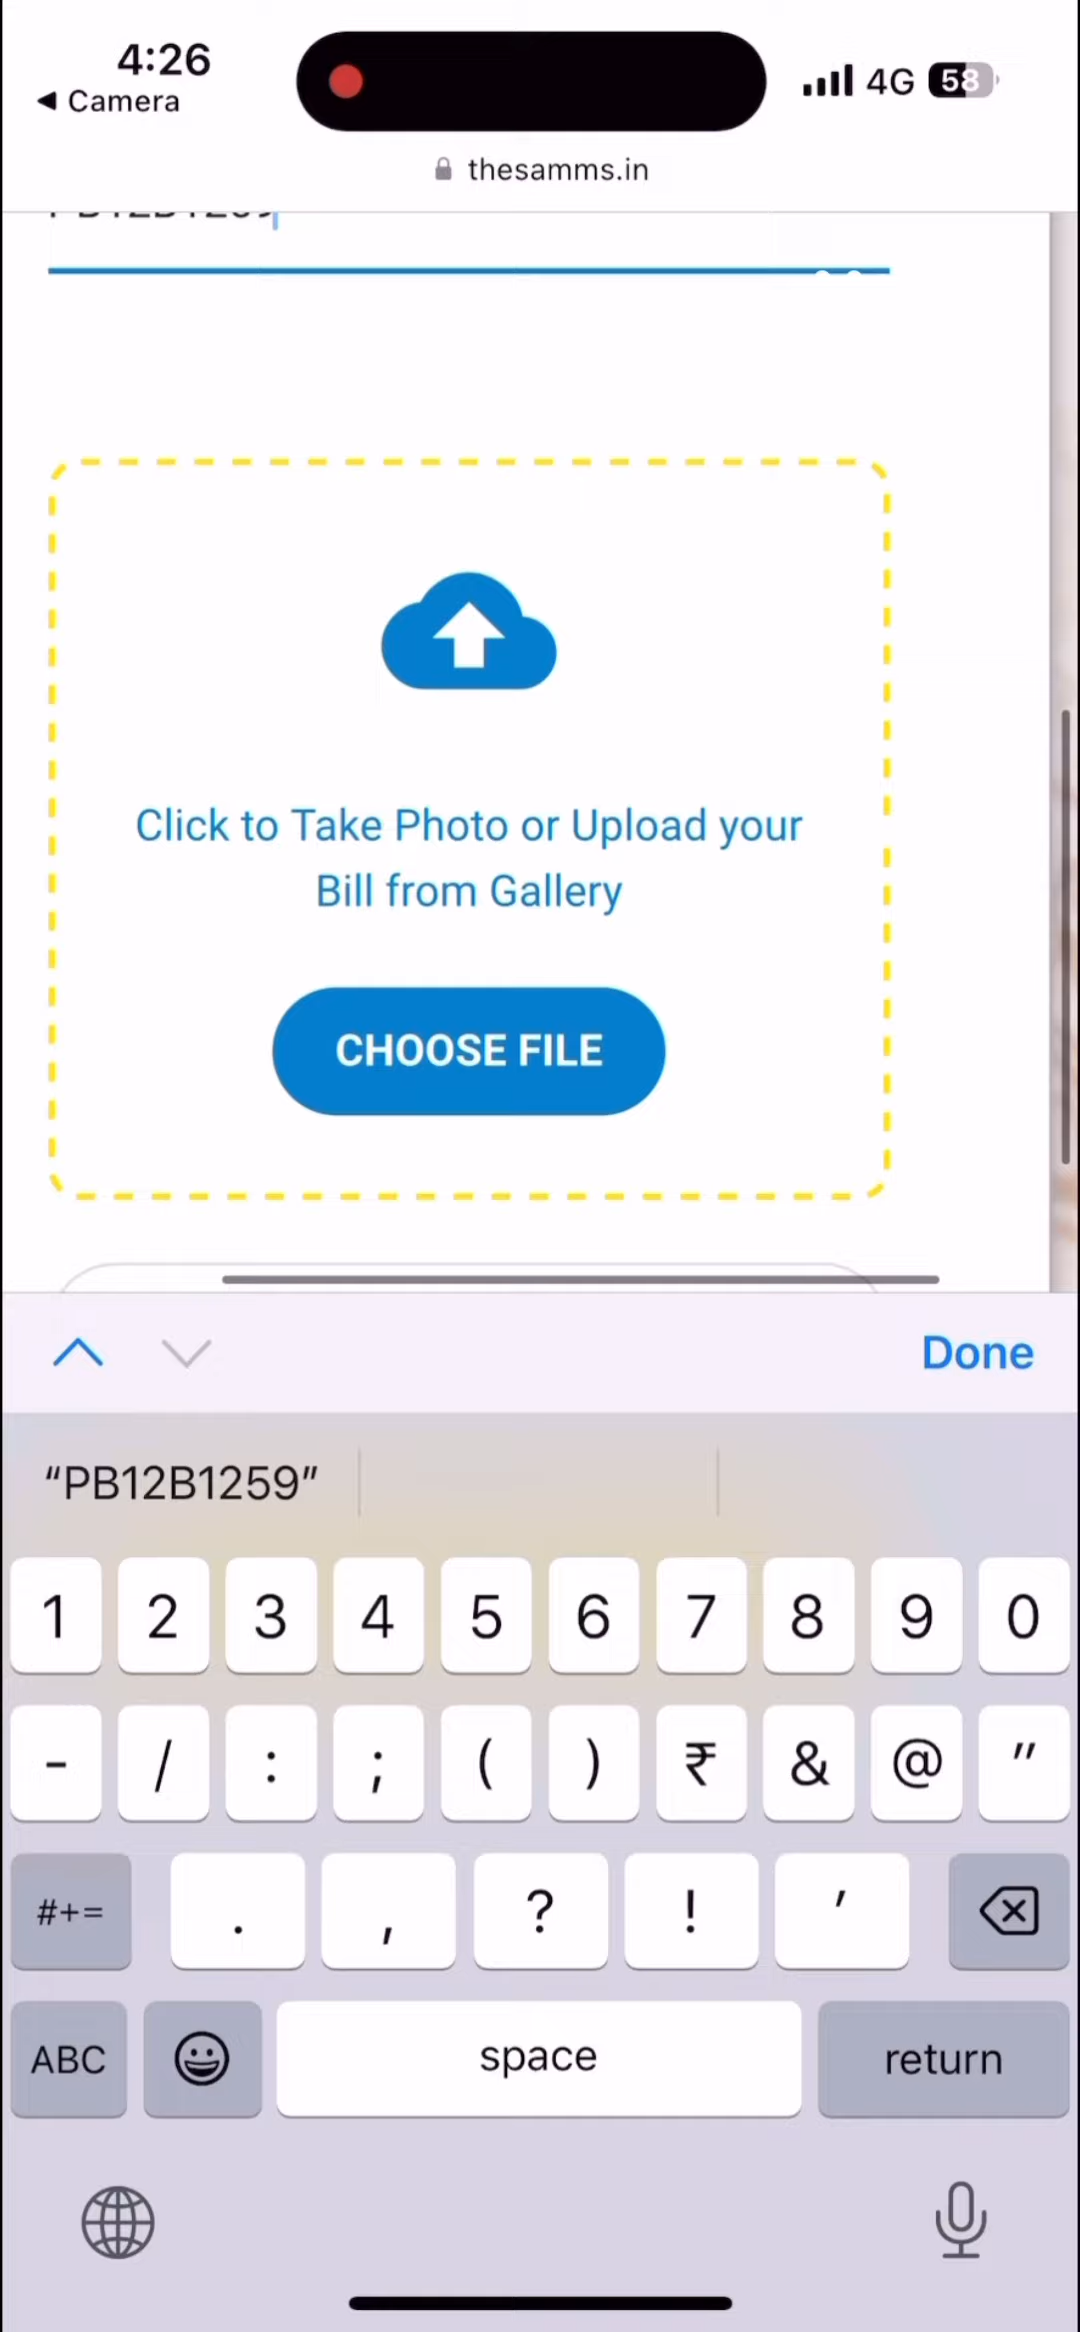 4:26
4G
58
◀ Camera
thesamms.in
PB12B1259
Click to Take Photo or Upload your
Bill from Gallery
CHOOSE FILE
Done
“PB12B1259”
1 2 3 4 5 6 7 8 9 0
- / : ; ( ) ₹ & @ "
#+= . , ? ! '
ABC space return